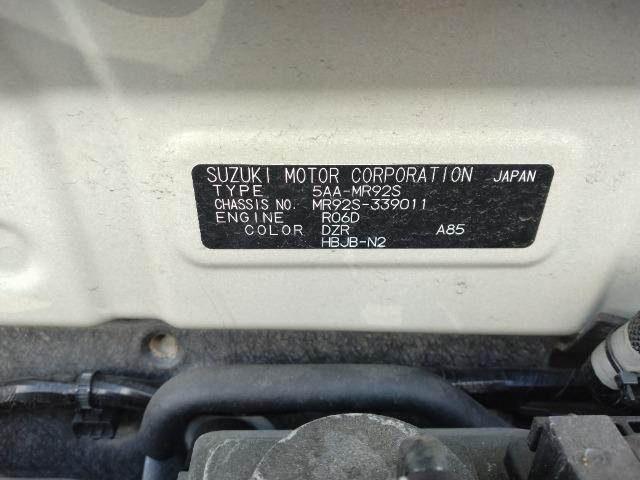 SUZUKI MOTOR CORPORATION JAPAN
TYPE 5AA-MR92S
CHASSIS NO. MR92S-339011
ENGINE R06D
COLOR DZR A85
HBJB-N2